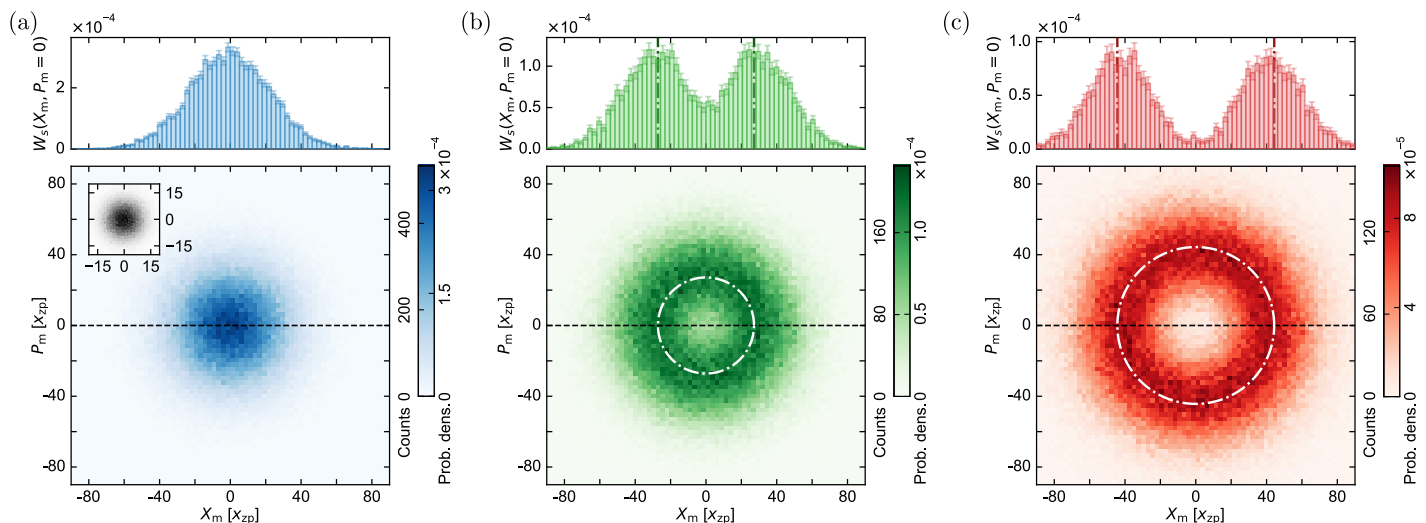 (a)
×10⁻⁴
W_s(X_m, P_m = 0)
2
0
P_m [x_zp]
80
40
0
-40
-80
15
0
-15
-15 0 15
-80 -40 0 40 80
X_m [x_zp]
Counts
0 200 400
Prob. dens.
0 1.5 3 ×10⁻⁴
(b)
×10⁻⁴
W_s(X_m, P_m = 0)
1.0
0.5
0.0
P_m [x_zp]
80
40
0
-40
-80
-80 -40 0 40 80
X_m [x_zp]
Counts
0 80 160
Prob. dens.
0 0.5 1.0 ×10⁻⁴
(c)
×10⁻⁴
W_s(X_m, P_m = 0)
1.0
0.5
0.0
P_m [x_zp]
80
40
0
-40
-80
-80 -40 0 40 80
X_m [x_zp]
Counts
0 60 120
Prob. dens.
0 4 8 ×10⁻⁵